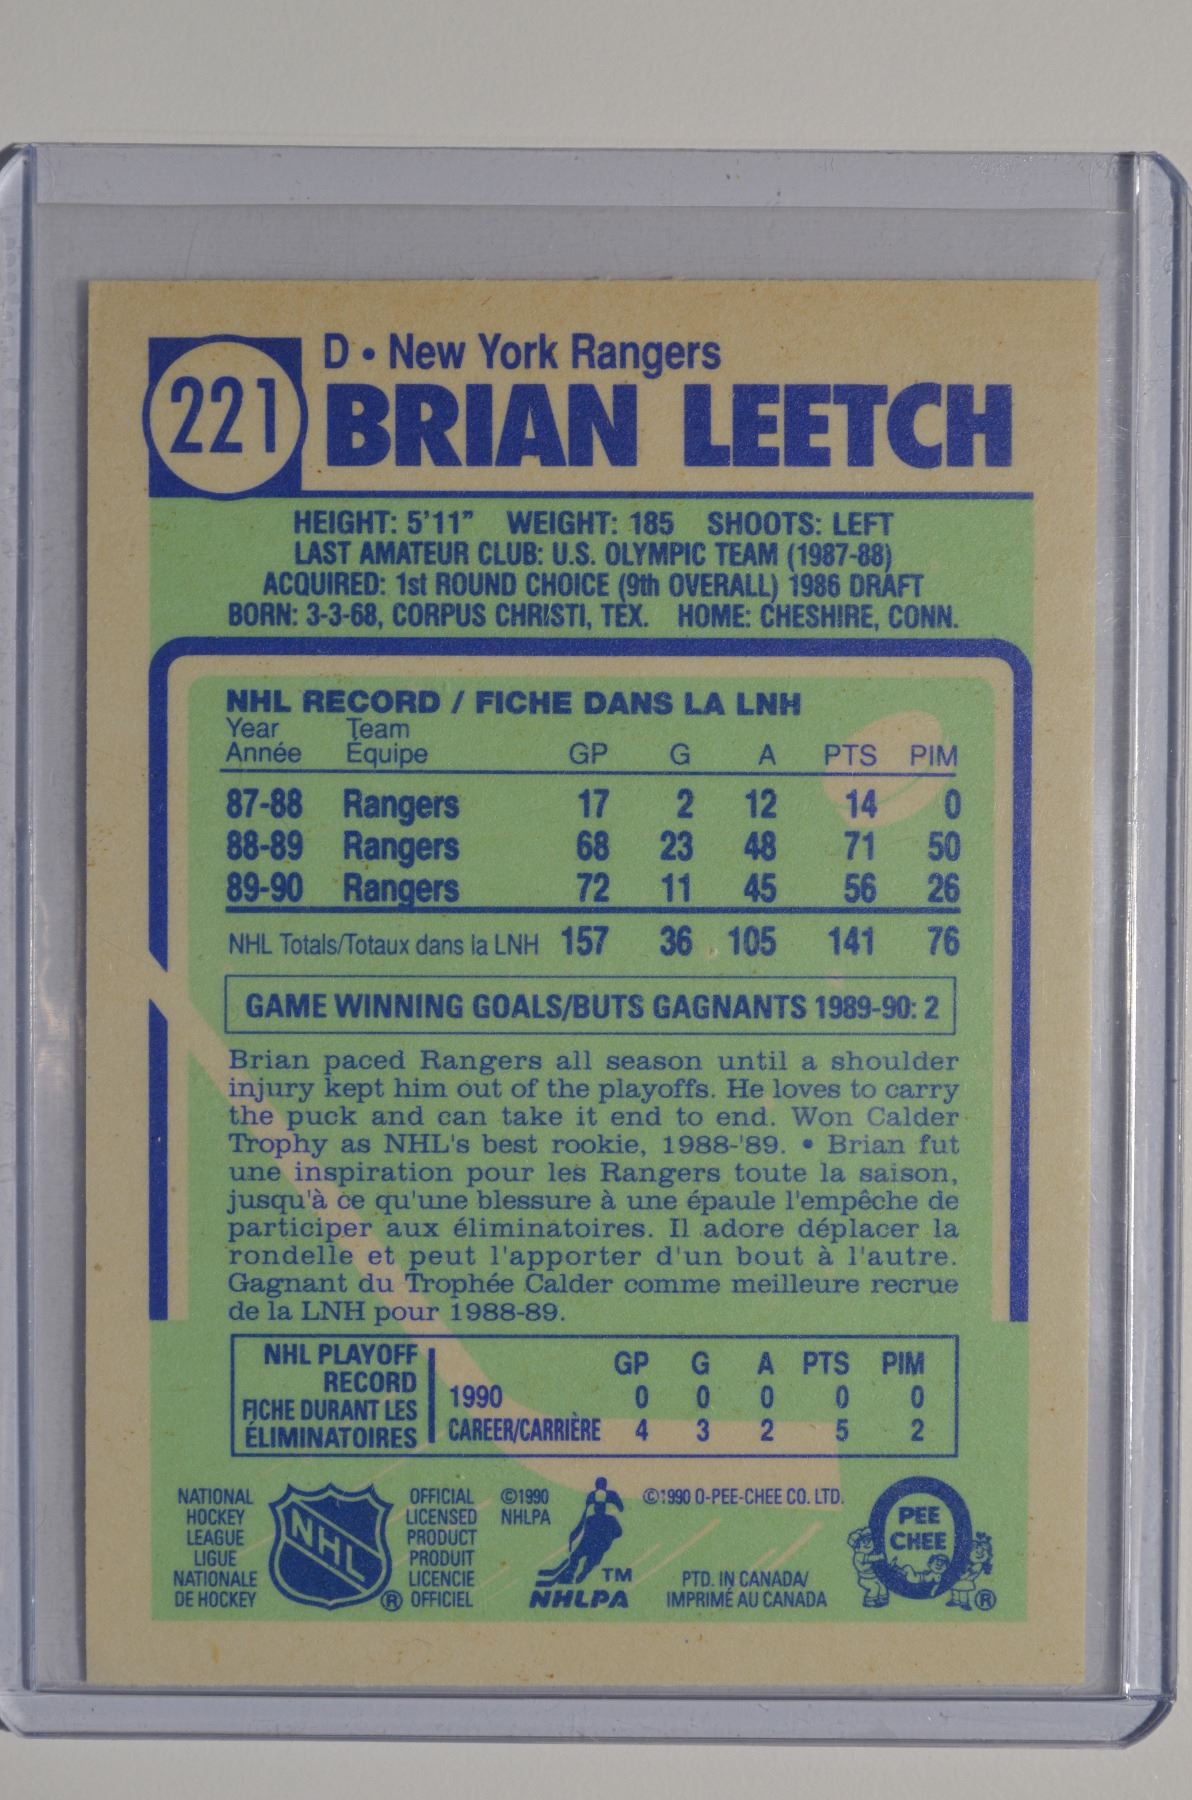 221
D • New York Rangers
BRIAN LEETCH
HEIGHT: 5'11" WEIGHT: 185 SHOOTS: LEFT
LAST AMATEUR CLUB: U.S. OLYMPIC TEAM (1987-88)
ACQUIRED: 1st ROUND CHOICE (9th OVERALL) 1986 DRAFT
BORN: 3-3-68, CORPUS CHRISTI, TEX. HOME: CHESHIRE, CONN.
NHL RECORD / FICHE DANS LA LNH
Year Team
Année Équipe GP G A PTS PIM
87-88 Rangers 17 2 12 14 0
88-89 Rangers 68 23 48 71 50
89-90 Rangers 72 11 45 56 26
NHL Totals/Totaux dans la LNH 157 36 105 141 76
GAME WINNING GOALS/BUTS GAGNANTS 1989-90: 2
Brian paced Rangers all season until a shoulder
injury kept him out of the playoffs. He loves to carry
the puck and can take it end to end. Won Calder
Trophy as NHL's best rookie, 1988-'89. • Brian fut
une inspiration pour les Rangers toute la saison,
jusqu'à ce qu'une blessure à une épaule l'empêche de
participer aux éliminatoires. Il adore déplacer la
rondelle et peut l'apporter d'un bout à l'autre.
Gagnant du Trophée Calder comme meilleure recrue
de la LNH pour 1988-89.
NHL PLAYOFF
RECORD
FICHE DURANT LES
ÉLIMINATOIRES
GP G A PTS PIM
1990 0 0 0 0 0
CAREER/CARRIÈRE 4 3 2 5 2
NATIONAL
HOCKEY
LEAGUE
LIGUE
NATIONALE
DE HOCKEY
NHL
®
OFFICIAL
LICENSED
PRODUCT
PRODUIT
LICENCIE
OFFICIEL
©1990
NHLPA
TM
NHLPA
©1990 O-PEE-CHEE CO. LTD.
PTD. IN CANADA/
IMPRIMÉ AU CANADA
O
PEE
CHEE
®